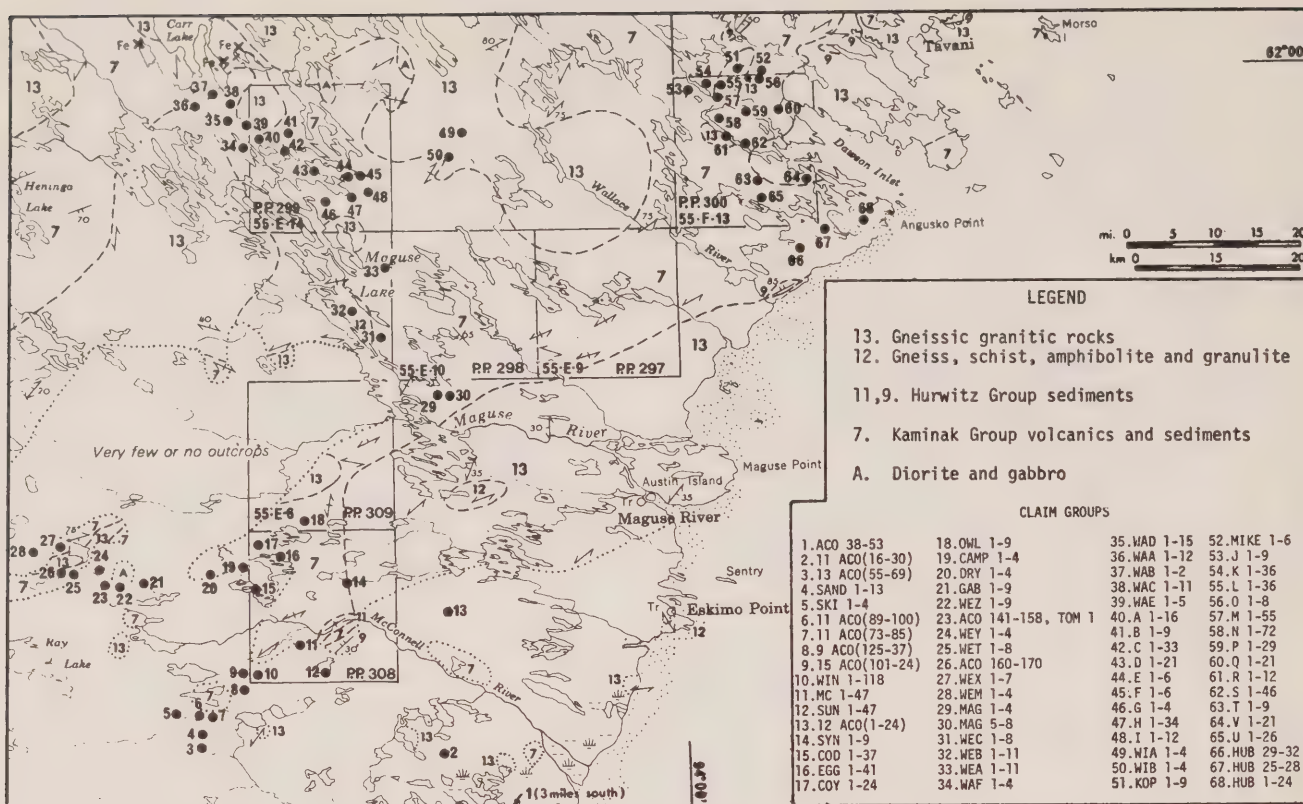 Carr
Lake
Fe
Fe
Fe
Morso
I
Tavani
62°00'
Heninga
Lake
Wallace
River
Dawson Inlet
Angusko Point
P.P. 299
55-E-14
P.P. 300
55-F-13
Maguse
Lake
55-E-10
P.P. 298
55-E-9
P.P. 297
mi. 0 5 10 15 20
km 0 10 20
Maguse River
Very few or no outcrops
Maguse Point
Austin Island
Tr
Maguse River
55-E-6
P.P. 309
Sentry
Tr
Eskimo Point
McConnell
River
Kay
Lake
P.P. 308
1 (3 miles south)
94°00'
LEGEND
13. Gneissic granitic rocks
12. Gneiss, schist, amphibolite and granulite
11,9. Hurwitz Group sediments
7. Kaminak Group volcanics and sediments
A. Diorite and gabbro
CLAIM GROUPS
1.ACO 38-53
2.11 ACO(16-30)
3.13 ACO(55-69)
4.SAND 1-13
5.SKI 1-4
6.11 ACO(89-100)
7.11 ACO(73-85)
8.9 ACO(125-37)
9.15 ACO(101-24)
10.WIN 1-118
11.MC 1-47
12.SUN 1-47
13.12 ACO(1-24)
14.SYN 1-9
15.COD 1-37
16.EGG 1-41
17.COY 1-24
18.OWL 1-9
19.CAMP 1-4
20.DRY 1-4
21.GAB 1-9
22.WEZ 1-9
23.ACO 141-158, TOM 1
24.WEY 1-4
25.WET 1-8
26.ACO 160-170
27.WEX 1-7
28.WEM 1-4
29.MAG 1-4
30.MAG 5-8
31.WEC 1-8
32.WEB 1-11
33.WEA 1-11
34.WAF 1-4
35.WAD 1-15
36.WAA 1-12
37.WAB 1-2
38.WAC 1-11
39.WAE 1-5
40.A 1-16
41.B 1-9
42.C 1-33
43.D 1-21
44.E 1-6
45.F 1-6
46.G 1-4
47.H 1-34
48.I 1-12
49.WIA 1-4
50.WIB 1-4
51.KOP 1-9
52.MIKE 1-6
53.J 1-9
54.K 1-36
55.L 1-36
56.O 1-8
57.M 1-55
58.N 1-72
59.P 1-29
60.Q 1-21
61.R 1-12
62.S 1-46
63.T 1-9
64.V 1-21
65.U 1-26
66.HUB 29-32
67.HUB 25-28
68.HUB 1-24